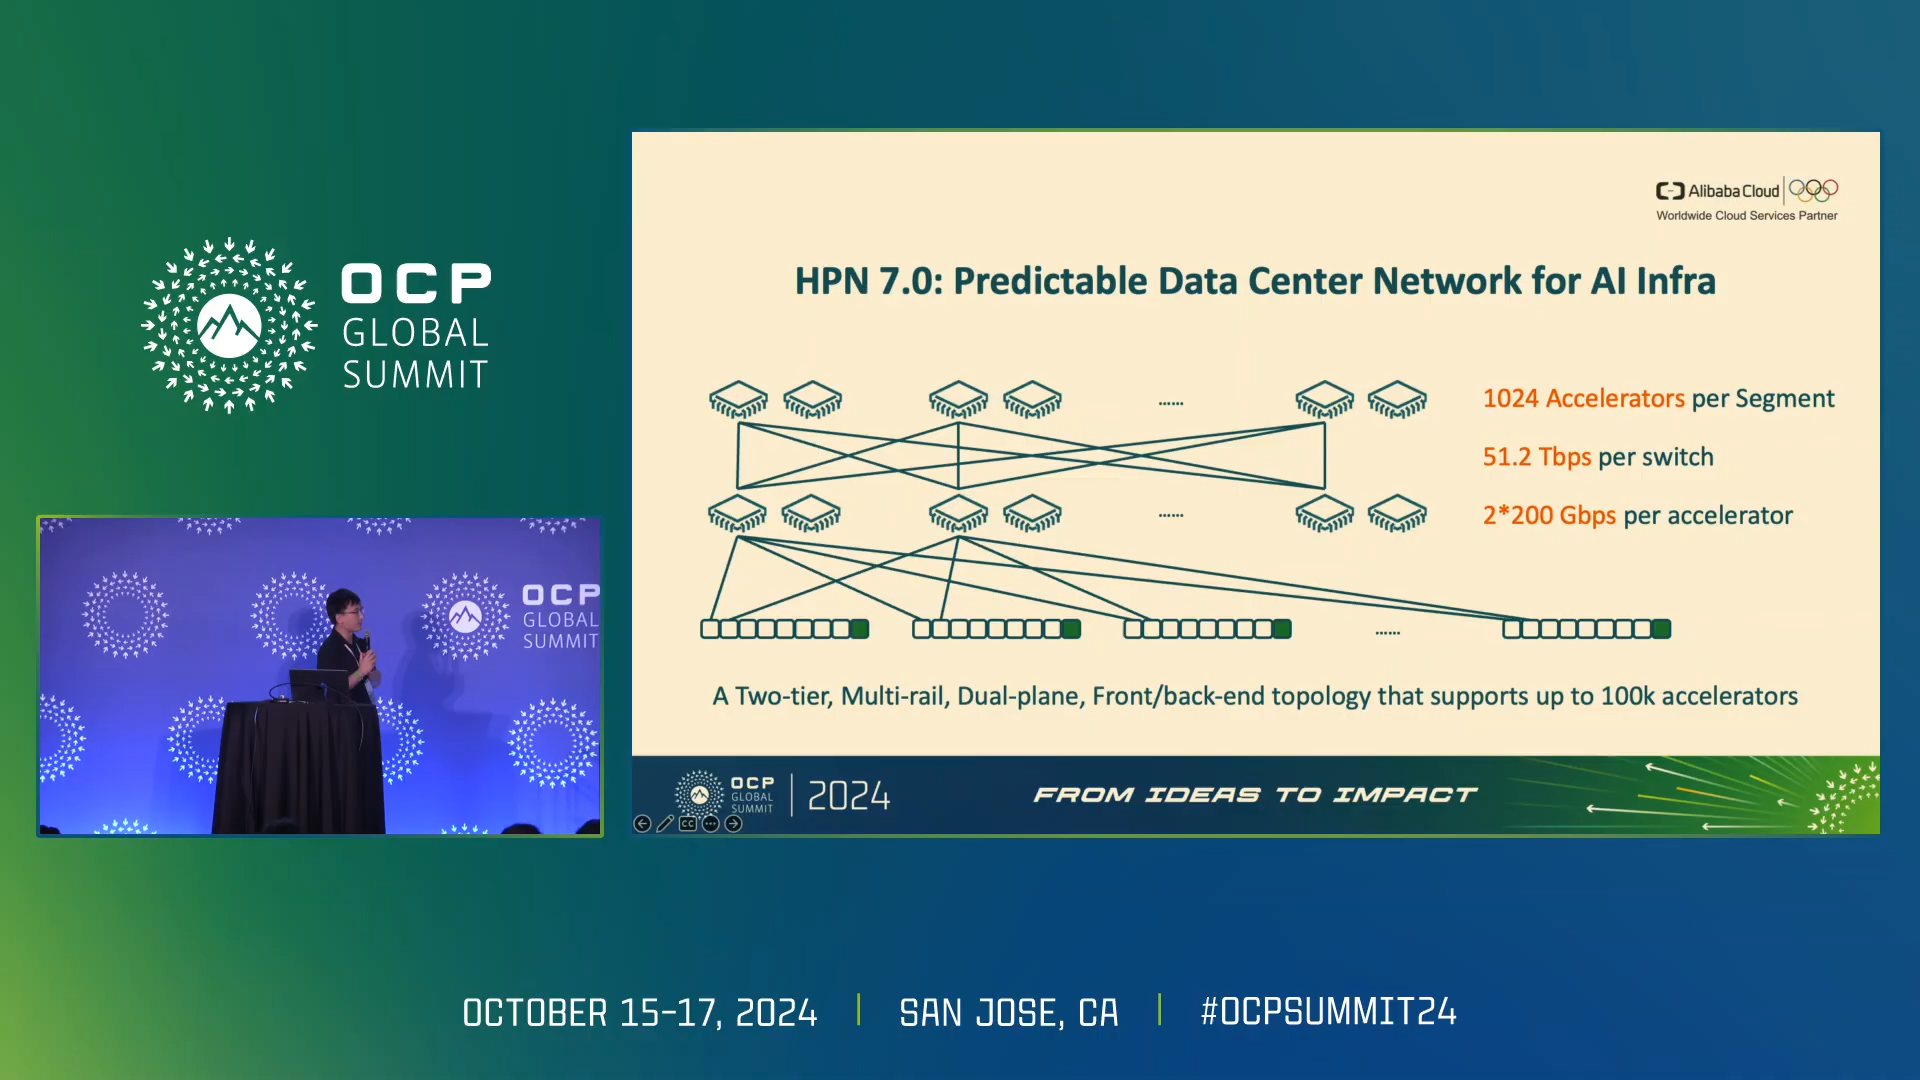 OCP
GLOBAL
SUMMIT
OCP
GLOBAL
SUMMIT
Alibaba Cloud
Worldwide Cloud Services Partner
HPN 7.0: Predictable Data Center Network for AI Infra
......
1024 Accelerators per Segment
51.2 Tbps per switch
......
2*200 Gbps per accelerator
......
A Two-tier, Multi-rail, Dual-plane, Front/back-end topology that supports up to 100k accelerators
OCP
GLOBAL
SUMMIT
2024
FROM IDEAS TO IMPACT
CC
OCTOBER 15-17, 2024
SAN JOSE, CA
#OCPSUMMIT24